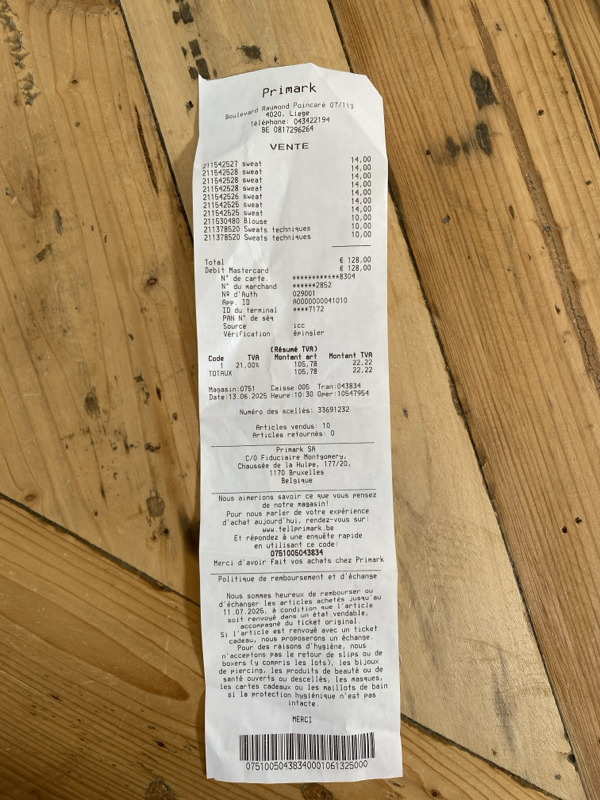 Primark
Boulevard Raymond Poincaré 07/113
4020, Liege
Téléphone: 043422194
BE 0817296264
VENTE
211542527 sweat 14,00
211542528 sweat 14,00
211542528 sweat 14,00
211542528 sweat 14,00
211542526 sweat 14,00
211542525 sweat 14,00
211542525 sweat 14,00
211530480 Blouse 10,00
211378520 Sweats techniques 10,00
211378520 Sweats techniques 10,00
Total € 128,00
Debit Mastercard € 128,00
N° de carte. ************8304
N° du marchand ******2852
Nº d'Auth 029001
App. ID A0000000041010
ID du terminal ****7172
PAN N° de séq
Source icc
Vérification épingler
(Résumé TVA)
Code TVA Montant art Montant TVA
1 21,00% 105,78 22,22
TOTAUX 105,78 22,22
Magasin:0751 Caisse:005 Tran:043834
Date:13.06.2025 Heure:10:30 Oper:10547954
Numéro des scellés: 33691232
Articles vendus: 10
Articles retournés: 0
Primark SA
C/O Fiduciaire Montgomery,
Chaussée de la Hulpe, 177/20,
1170 Bruxelles
Belgique
Nous aimerions savoir ce que vous pensez
de notre magasin!
Pour nous parler de votre expérience
d'achat aujourd'hui, rendez-vous sur:
www.tellprimark.be
Et répondez à une enquête rapide
en utilisant ce code:
0751005043834
Merci d'avoir fait vos achats chez Primark
Politique de remboursement et d'échange
Nous sommes heureux de rembourser ou
d'échanger les articles achetés jusqu'au
11.07.2025, à condition que l'article
soit renvoyé dans un état vendable,
accompagné du ticket original.
Si l'article est renvoyé avec un ticket
cadeau, nous proposerons un échange.
Pour des raisons d'hygiène, nous
n'acceptons pas le retour de slips ou de
boxers (y compris les lots), les bijoux
de piercing, les produits de beauté ou de
santé ouverts ou descellés, les masques,
les cartes cadeaux ou les maillots de bain
si la protection hygiénique n'est pas
intacte.
MERCI
07510050438340001061325000